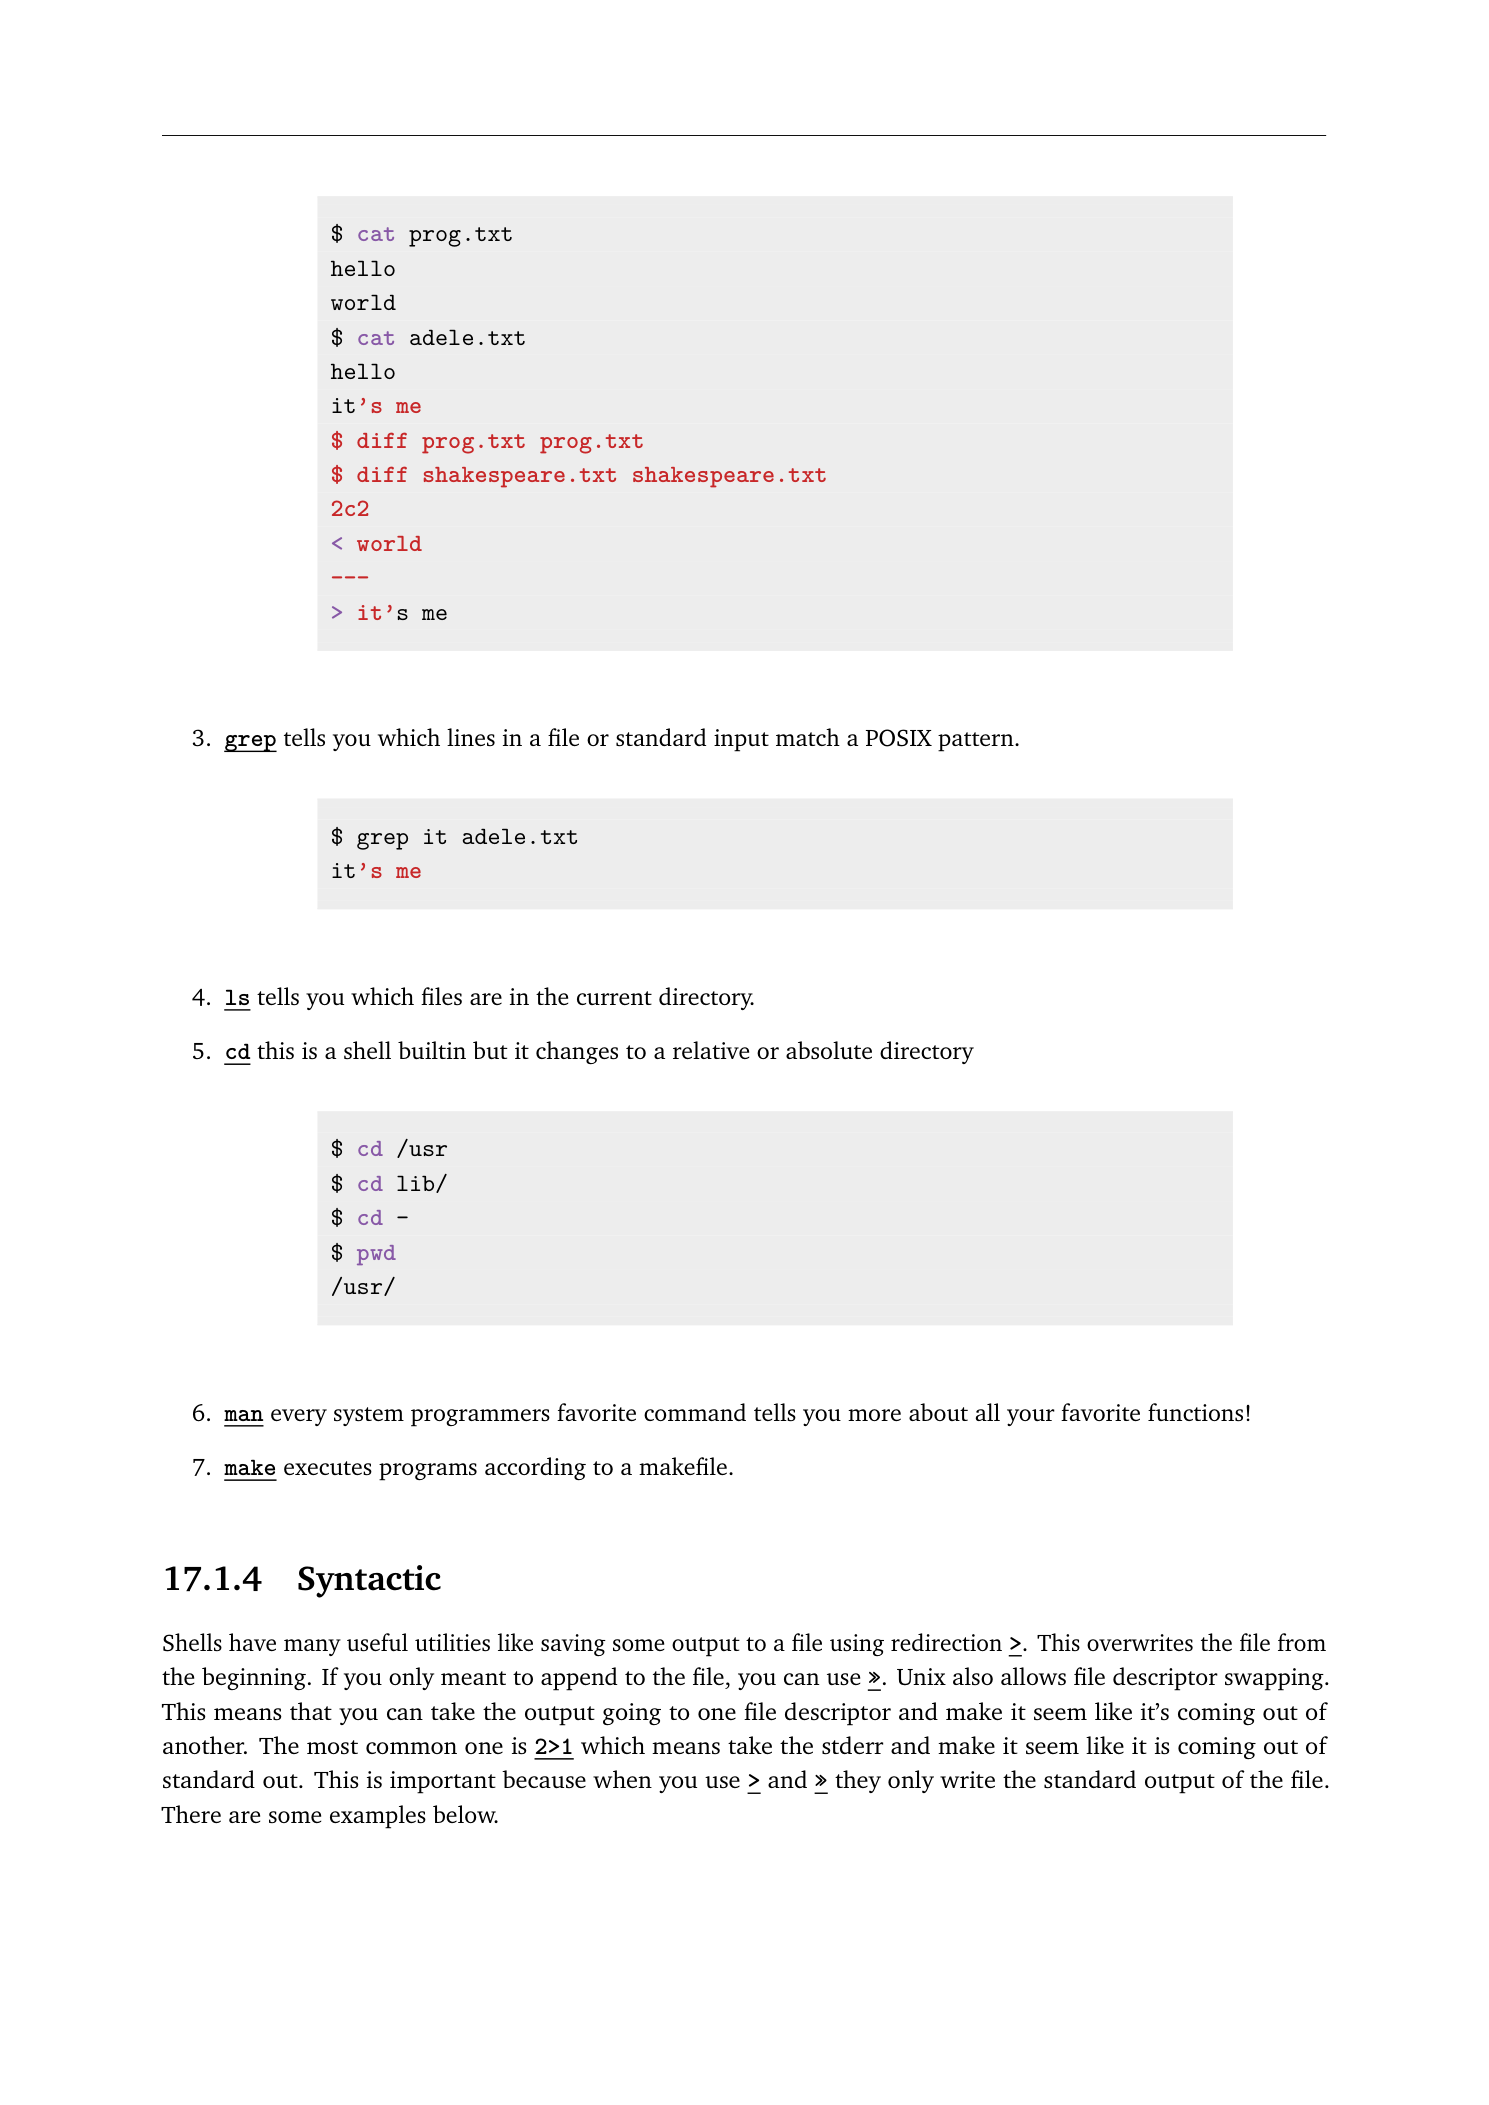 $ cat prog.txt
hello
world
$ cat adele.txt
hello
it’s me
$ diff prog.txt prog.txt
$ diff shakespeare.txt shakespeare.txt
2c2
< world
---
> it’s me
3. grep tells you which lines in a file or standard input match a POSIX pattern.
$ grep it adele.txt
it’s me
4. ls tells you which files are in the current directory.
5. cd this is a shell builtin but it changes to a relative or absolute directory
$ cd /usr
$ cd lib/
$ cd -
$ pwd
/usr/
6. man every system programmers favorite command tells you more about all your favorite functions!
7. make executes programs according to a makefile.
17.1.4 Syntactic
Shells have many useful utilities like saving some output to a file using redirection >. This overwrites the file from
the beginning. If you only meant to append to the file, you can use ». Unix also allows file descriptor swapping.
This means that you can take the output going to one file descriptor and make it seem like it’s coming out of
another. The most common one is 2>1 which means take the stderr and make it seem like it is coming out of
standard out. This is important because when you use > and » they only write the standard output of the file.
There are some examples below.